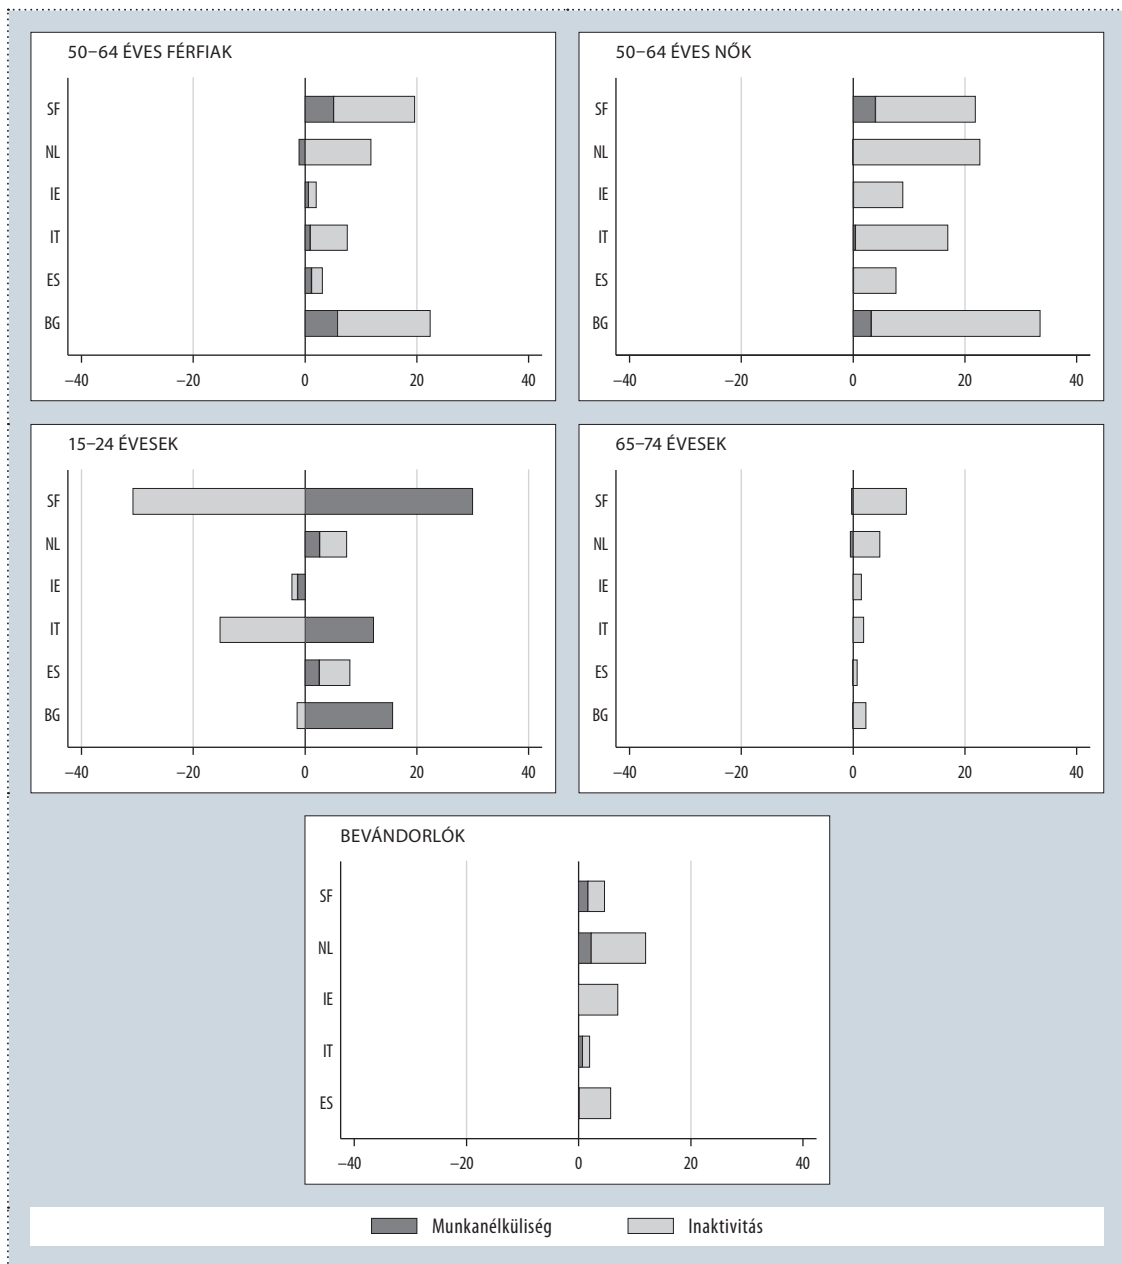 50–64 ÉVES FÉRFIAK
SF
NL
IE
IT
ES
BG
–40 –20 0 20 40
50–64 ÉVES NŐK
SF
NL
IE
IT
ES
BG
–40 –20 0 20 40
15–24 ÉVESEK
SF
NL
IE
IT
ES
BG
–40 –20 0 20 40
65–74 ÉVESEK
SF
NL
IE
IT
ES
BG
–40 –20 0 20 40
BEVÁNDORLÓK
SF
NL
IE
IT
ES
–40 –20 0 20 40
Munkanélküliség Inaktivitás